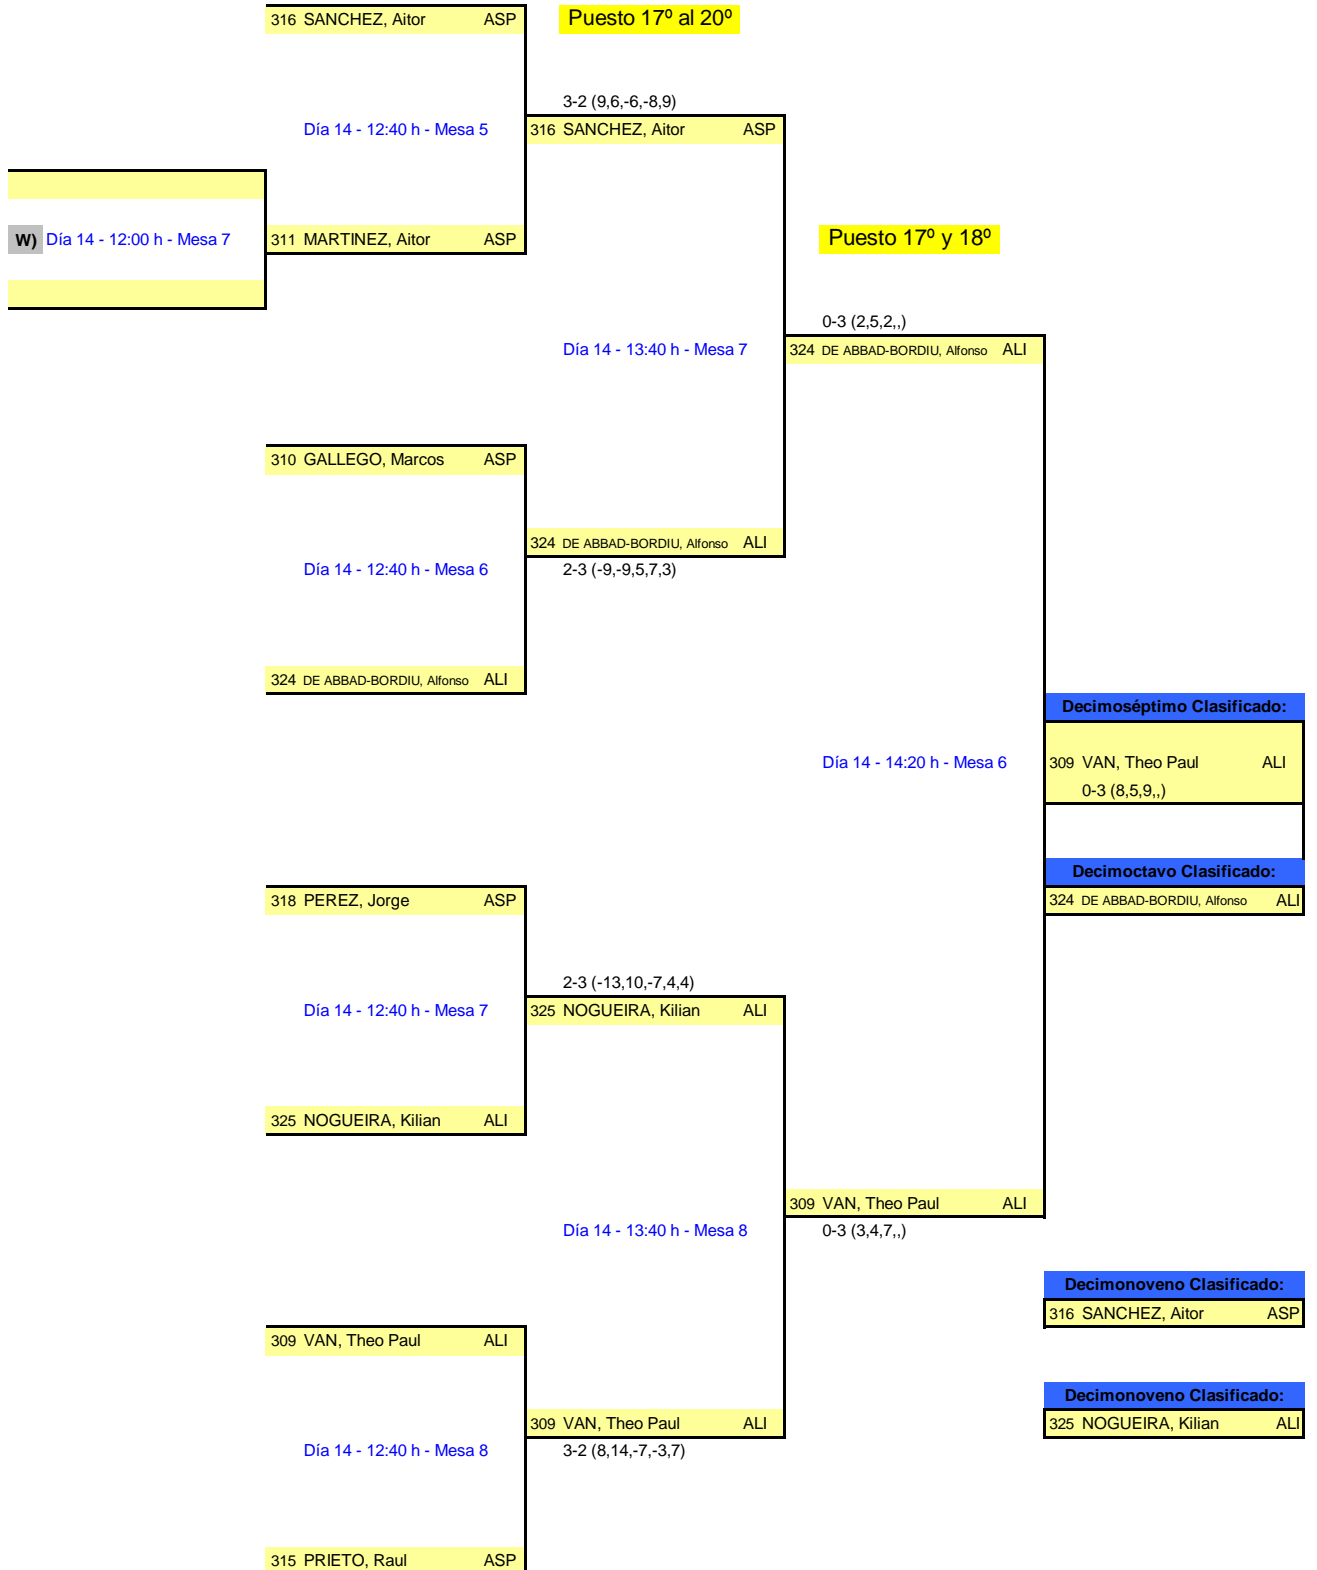 316 SANCHEZ, Aitor ASP Puesto 17º al 20º
3-2 (9,6,-6,-8,9)
Día 14 - 12:40 h - Mesa 5 316 SANCHEZ, Aitor ASP
W) Día 14 - 12:00 h - Mesa 7 311 MARTINEZ, Aitor ASP Puesto 17º y 18º
0-3 (2,5,2,,)
Día 14 - 13:40 h - Mesa 7 324 DE ABBAD-BORDIU, Alfonso ALI
310 GALLEGO, Marcos ASP
324 DE ABBAD-BORDIU, Alfonso ALI
Día 14 - 12:40 h - Mesa 6 2-3 (-9,-9,5,7,3)
324 DE ABBAD-BORDIU, Alfonso ALI
Decimoséptimo Clasificado:
Día 14 - 14:20 h - Mesa 6 309 VAN, Theo Paul ALI
0-3 (8,5,9,,)
Decimoctavo Clasificado:
318 PEREZ, Jorge ASP 324 DE ABBAD-BORDIU, Alfonso ALI
2-3 (-13,10,-7,4,4)
Día 14 - 12:40 h - Mesa 7 325 NOGUEIRA, Kilian ALI
325 NOGUEIRA, Kilian ALI
309 VAN, Theo Paul ALI
Día 14 - 13:40 h - Mesa 8 0-3 (3,4,7,,)
Decimonoveno Clasificado:
316 SANCHEZ, Aitor ASP
309 VAN, Theo Paul ALI
Decimonoveno Clasificado:
309 VAN, Theo Paul ALI 325 NOGUEIRA, Kilian ALI
Día 14 - 12:40 h - Mesa 8 3-2 (8,14,-7,-3,7)
315 PRIETO, Raul ASP